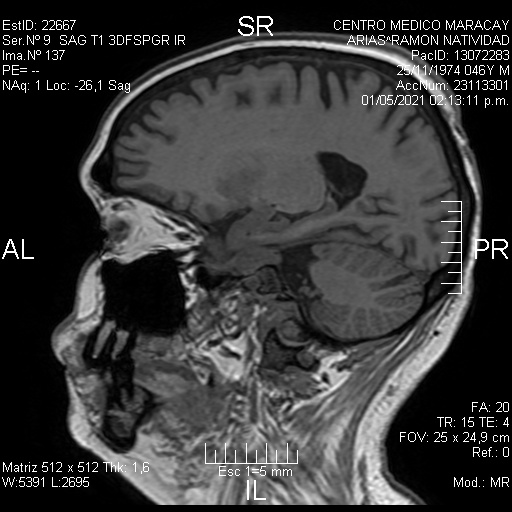 EstID: 22667
Ser.Nº 9 SAG T1 3DFSPGR IR
Ima.Nº 137
PE= --
NAq: 1 Loc: -26,1 Sag
SR
CENTRO MEDICO MARACAY
ARIAS^RAMON NATIVIDAD
PacID: 13072283
25/11/1974 046Y M
AccNum: 23113301
01/05/2021 02:13:11 p.m.
AL
PR
Matriz 512 x 512 Thk: 1,6
W:5391 L:2695
Esc 1=5 mm
IL
FA: 20
TR: 15 TE: 4
FOV: 25 x 24,9 cm
Ref.: 0
Mod.: MR